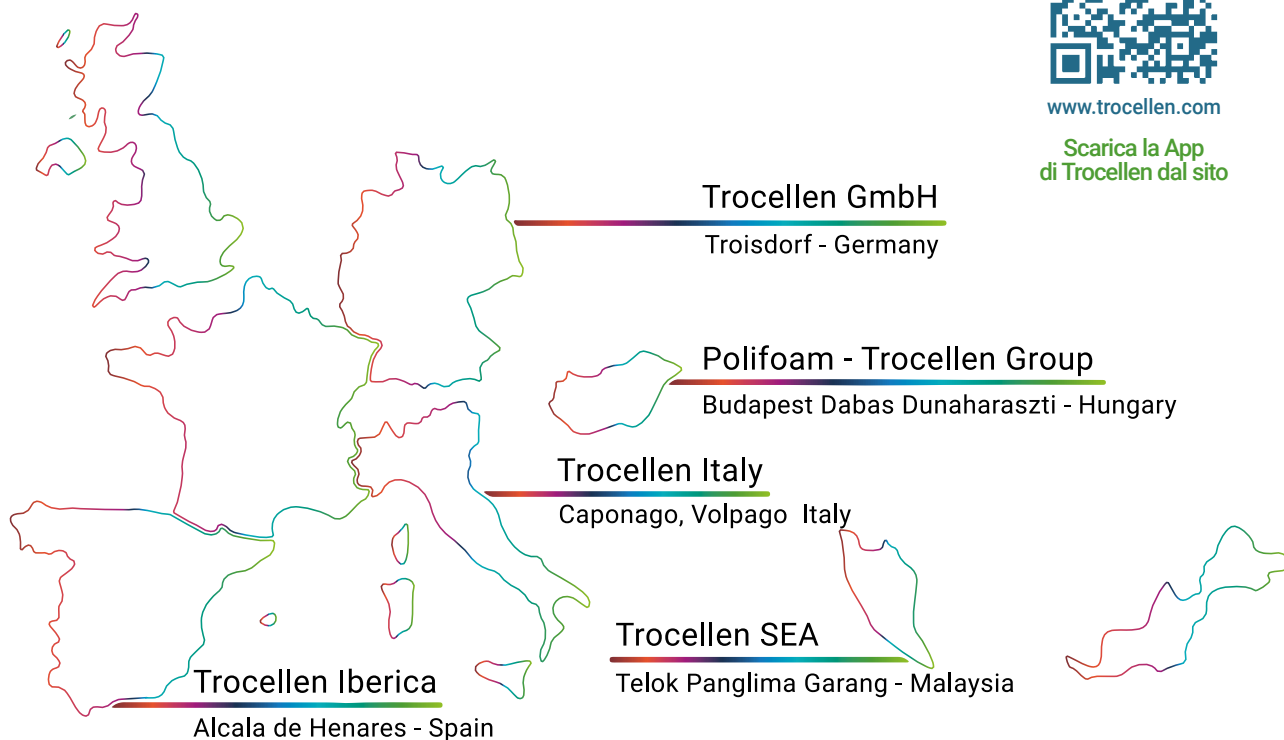 www.trocellen.com
Scarica la App
di Trocellen dal sito
Trocellen GmbH
Troisdorf - Germany
Polifoam - Trocellen Group
Budapest Dabas Dunaharaszti - Hungary
Trocellen Italy
Caponago, Volpago Italy
Trocellen SEA
Telok Panglima Garang - Malaysia
Trocellen Iberica
Alcala de Henares - Spain